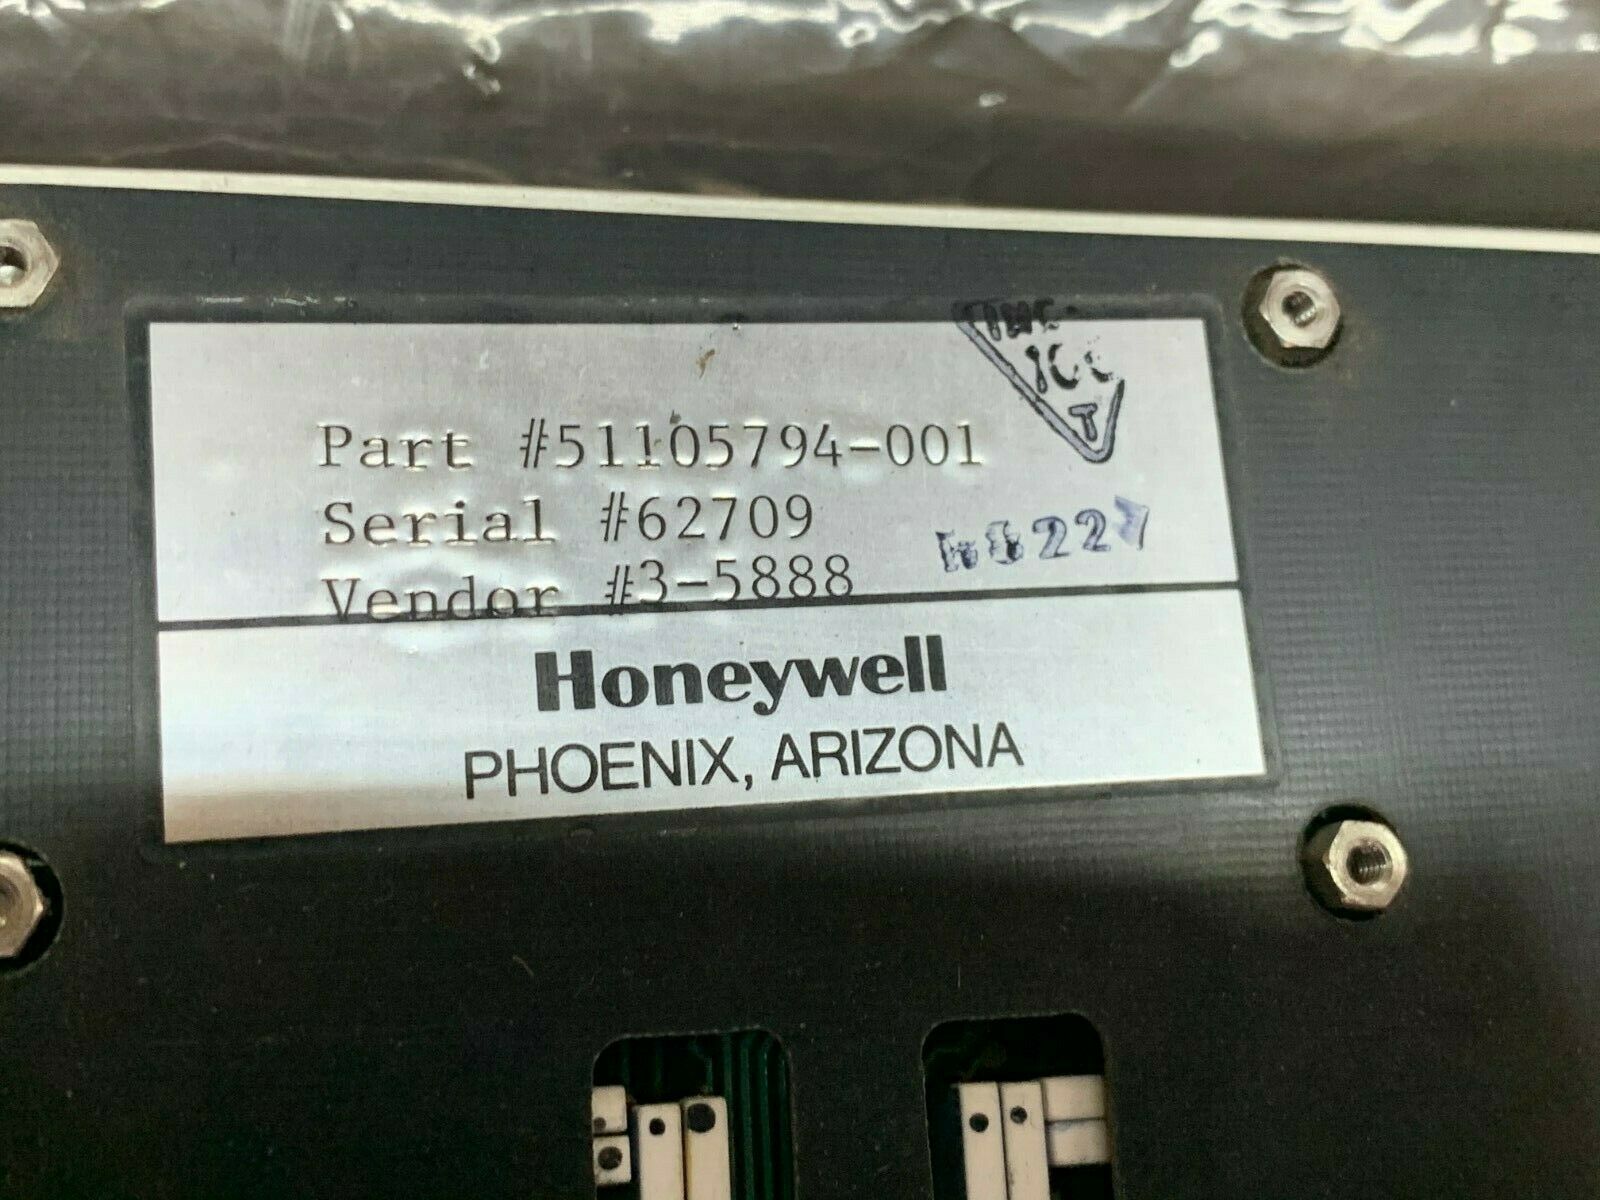 Part #51105794-001
Serial #62709
Vendor #3-5888
T
Honeywell
PHOENIX, ARIZONA